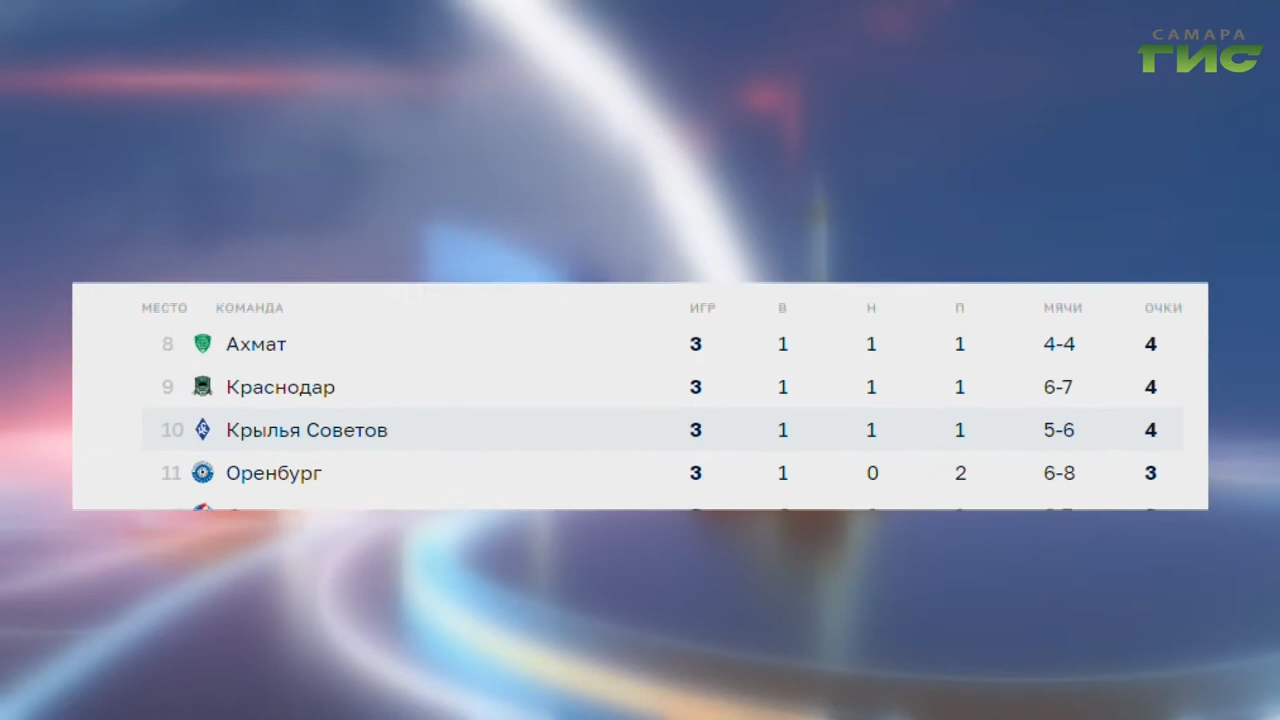 САМАРА
ГИС
МЕСТО КОМАНДА ИГР В Н П МЯЧИ ОЧКИ
8 Ахмат 3 1 1 1 4-4 4
9 Краснодар 3 1 1 1 6-7 4
10 Крылья Советов 3 1 1 1 5-6 4
11 Оренбург 3 1 0 2 6-8 3